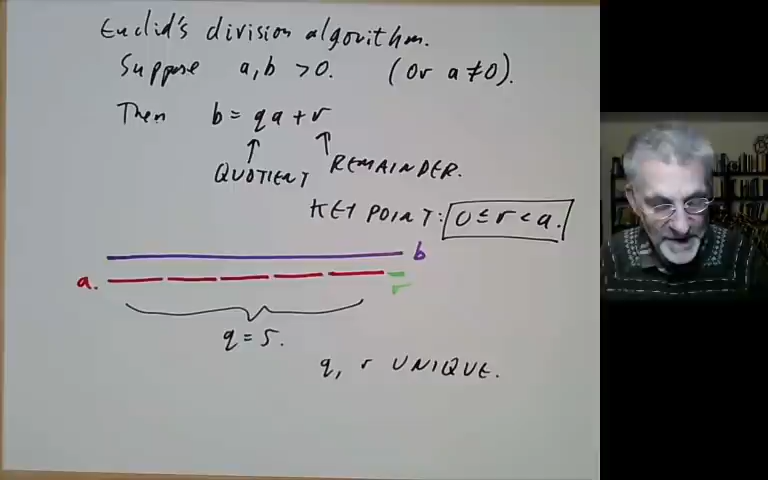 Euclid's division algorithm.
Suppose a, b > 0. (or a ≠ 0).
Then b = qa + r
↑ ↑
QUOTIENT REMAINDER.
KEY POINT: 0 ≤ r < a.
b
a. r
q = 5.
q, r UNIQUE.